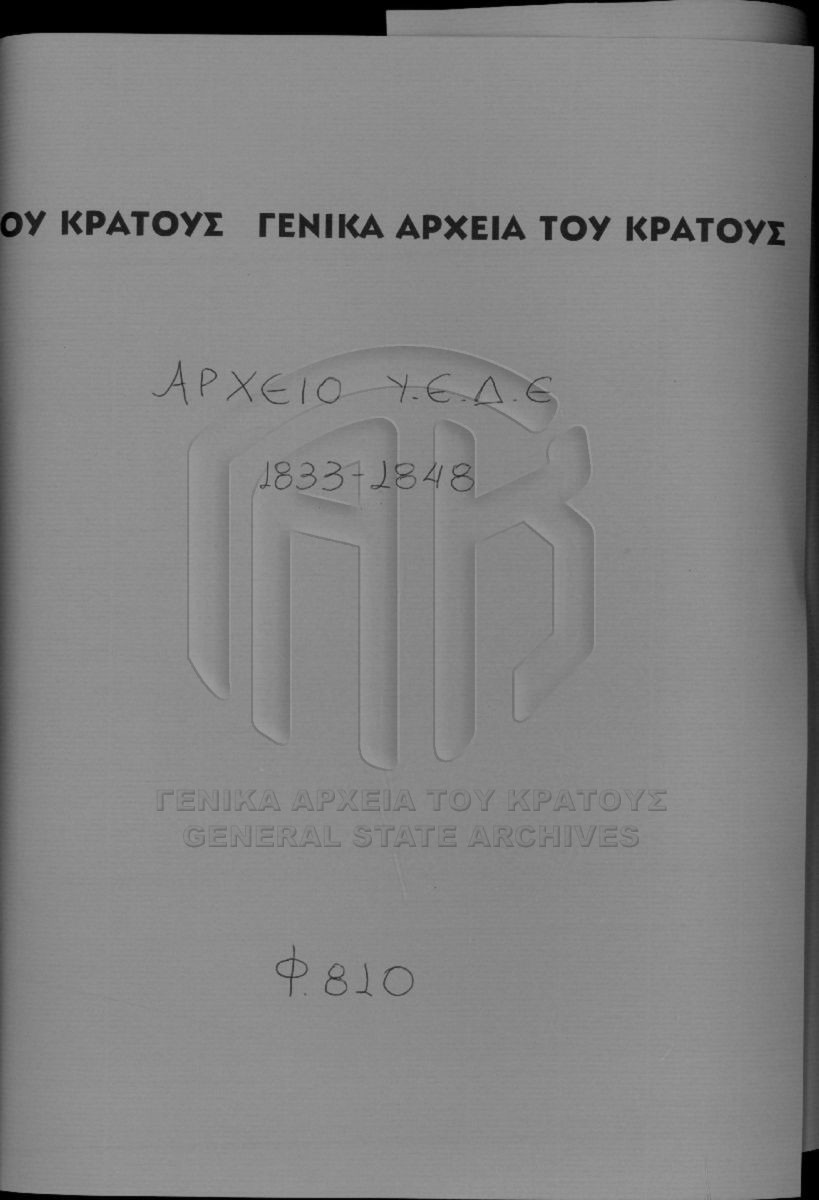 ΟΥ ΚΡΑΤΟΥΣ ΓΕΝΙΚΑ ΑΡΧΕΙΑ ΤΟΥ ΚΡΑΤΟΥΣ
ΑΡΧΕΙΟ Υ.Ε.Δ.Ε
1833-1848
ΓΕΝΙΚΑ ΑΡΧΕΙΑ ΤΟΥ ΚΡΑΤΟΥΣ
GENERAL STATE ARCHIVES
Φ.810